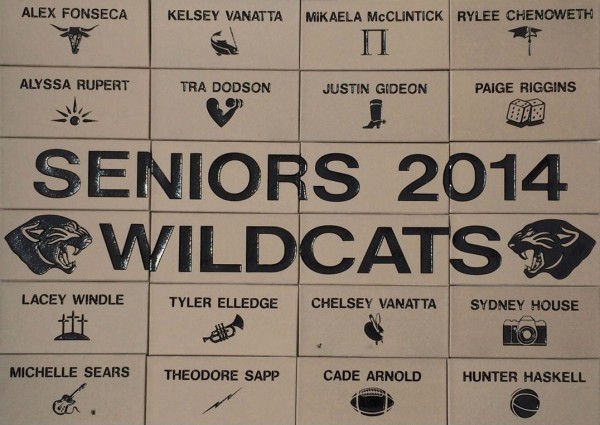 ALEX FONSECA KELSEY VANATTA MiKAELA McCLINTICK RYLEE CHENOWETH
ALYSSA RUPERT TRA DODSON JUSTIN GIDEON PAIGE RIGGINS
SENIORS 2014
WILDCATS
LACEY WINDLE TYLER ELLEDGE CHELSEY VANATTA SYDNEY HOUSE
MICHELLE SEARS THEODORE SAPP CADE ARNOLD HUNTER HASKELL